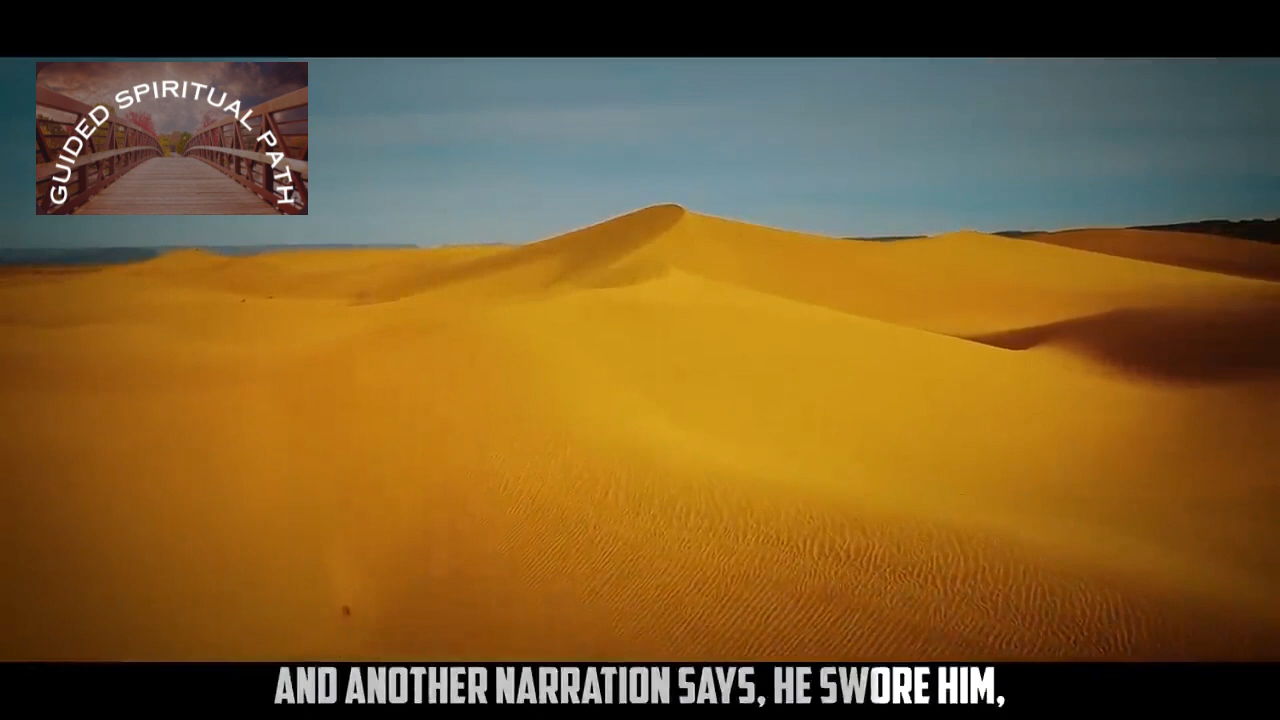 GUIDED SPIRITUAL PATH
AND ANOTHER NARRATION SAYS, HE SWORE HIM,